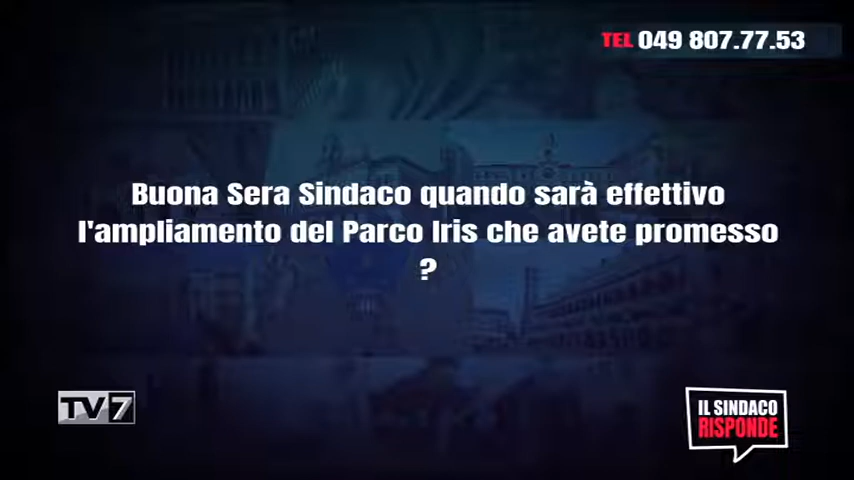 TEL 049 807.77.53
Buona Sera Sindaco quando sarà effettivo
l'ampliamento del Parco Iris che avete promesso
?
TV7
IL SINDACO
RISPONDE